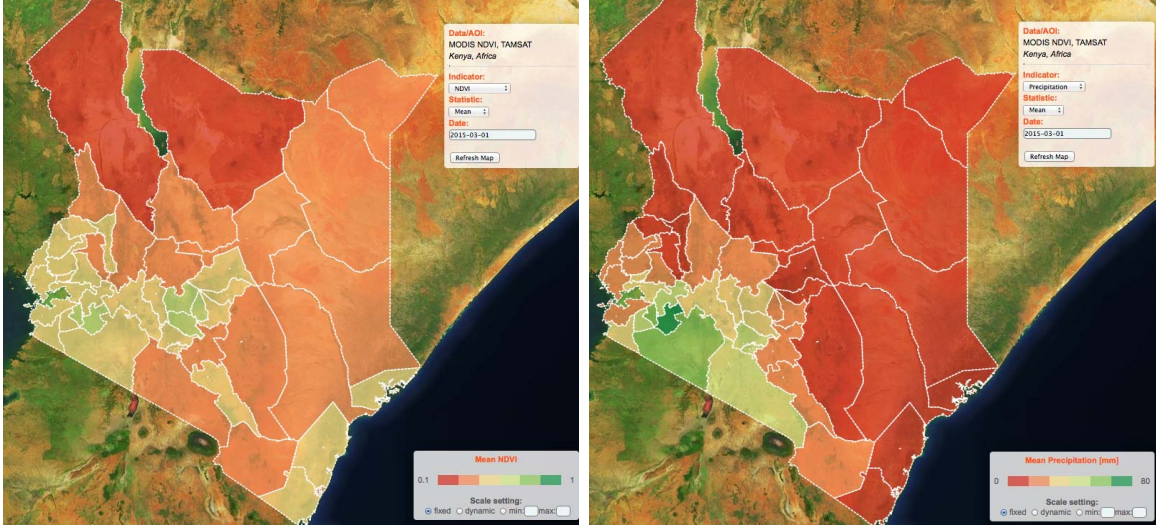 Data/AOI:
MODIS NDVI, TAMSAT
Kenya, Africa
Indicator:
NDVI
Statistic:
Mean
Date:
2015-03-01
Refresh Map
Mean NDVI
0.1 1
Scale setting:
fixed dynamic min: max:
Data/AOI:
MODIS NDVI, TAMSAT
Kenya, Africa
Indicator:
Precipitation
Statistic:
Mean
Date:
2015-03-01
Refresh Map
Mean Precipitation [mm]
0 80
Scale setting:
fixed dynamic min: max: